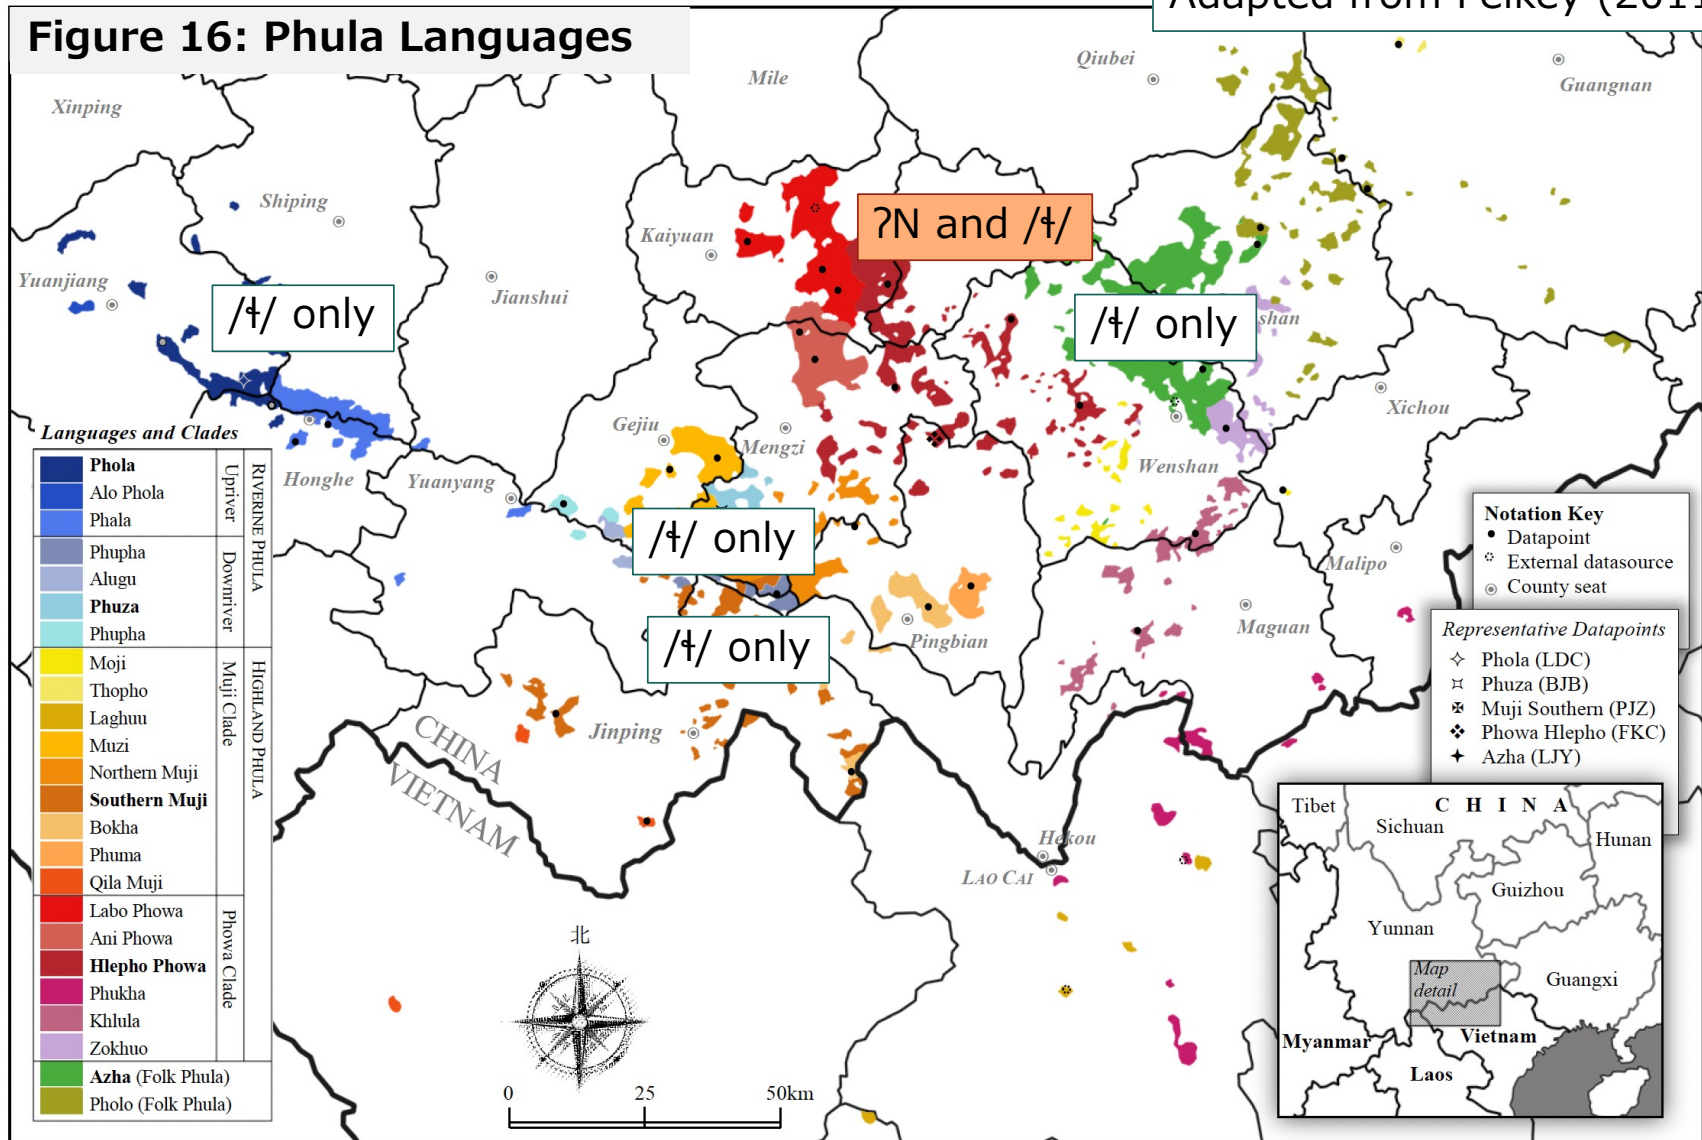 Adapted from Pelkey (2011
Figure 16: Phula Languages
Xinping
Mile
Qiubei
Guangnan
Shiping
Kaiyuan
ʔN and /ɬ/
Yuanjiang
Jianshui
/ɬ/ only
/ɬ/ only
shan
Xichou
Gejiu
Mengzi
Wenshan
Honghe
Yuanyang
/ɬ/ only
Malipo
/ɬ/ only
Pingbian
Maguan
Jinping
CHINA
VIETNAM
Hekou
LAO CAI
Languages and Clades
Phola
Alo Phola
Phala
Upriver
Phupha
Alugu
Phuza
Phupha
Downriver
RIVERINE PHULA
Moji
Thopho
Laghuu
Muzi
Northern Muji
Southern Muji
Bokha
Phuma
Qila Muji
Muji Clade
Labo Phowa
Ani Phowa
Hlepho Phowa
Phukha
Khlula
Zokhuo
Phowa Clade
HIGHLAND PHULA
Azha (Folk Phula)
Pholo (Folk Phula)
北
0 25 50km
Notation Key
Datapoint
External datasource
County seat
Representative Datapoints
Phola (LDC)
Phuza (BJB)
Muji Southern (PJZ)
Phowa Hlepho (FKC)
Azha (LJY)
Tibet
C H I N A
Sichuan
Hunan
Guizhou
Yunnan
Map
detail
Guangxi
Myanmar
Vietnam
Laos